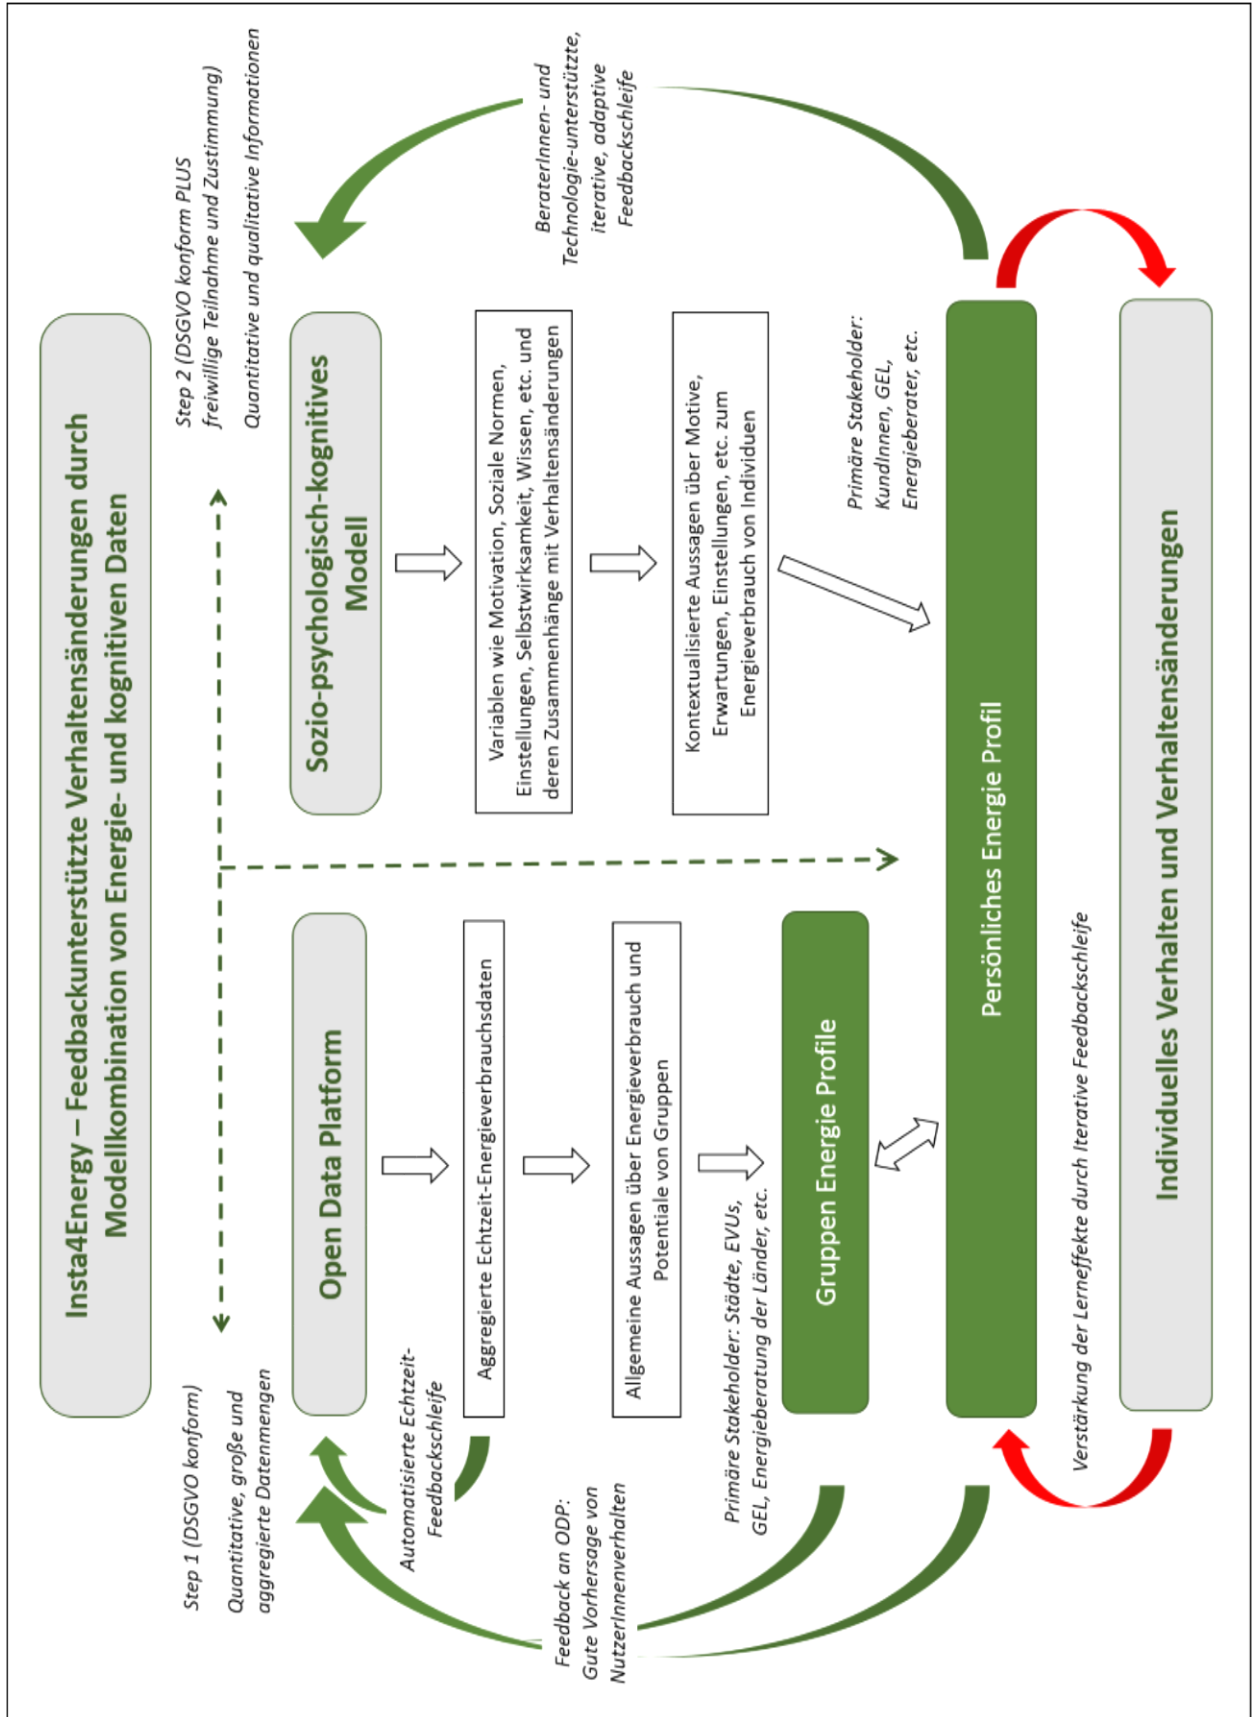 Insta4Energy – Feedbackunterstützte Verhaltensänderungen durch
Modellkombination von Energie- und kognitiven Daten
Step 1 (DSGVO konform)
Quantitative, große und
aggregierte Datenmengen
Step 2 (DSGVO konform PLUS
freiwillige Teilnahme und Zustimmung)
Quantitative und qualitative Informationen
Open Data Platform
Sozio-psychologisch-kognitives
Modell
Automatisierte Echtzeit-
Feedbackschleife
Aggregierte Echtzeit-Energieverbrauchsdaten
Variablen wie Motivation, Soziale Normen,
Einstellungen, Selbstwirksamkeit, Wissen, etc. und
deren Zusammenhänge mit Verhaltensänderungen
BeraterInnen- und
Technologie-unterstützte,
iterative, adaptive
Feedbackschleife
Feedback an ODP:
Gute Vorhersage von
NutzerInnenverhalten
Allgemeine Aussagen über Energieverbrauch und
Potentiale von Gruppen
Kontextualisierte Aussagen über Motive,
Erwartungen, Einstellungen, etc. zum
Energieverbrauch von Individuen
Primäre Stakeholder: Städte, EVUs,
GEL, Energieberatung der Länder, etc.
Gruppen Energie Profile
Primäre Stakeholder:
KundInnen, GEL,
Energieberater, etc.
Persönliches Energie Profil
Verstärkung der Lerneffekte durch Iterative Feedbackschleife
Individuelles Verhalten und Verhaltensänderungen